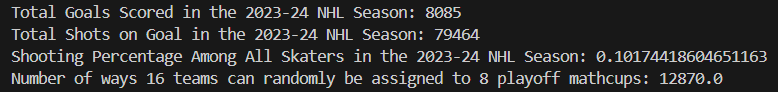 Total Goals Scored in the 2023-24 NHL Season: 8085
Total Shots on Goal in the 2023-24 NHL Season: 79464
Shooting Percentage Among All Skaters in the 2023-24 NHL Season: 0.10174418604651163
Number of ways 16 teams can randomly be assigned to 8 playoff mathcups: 12870.0